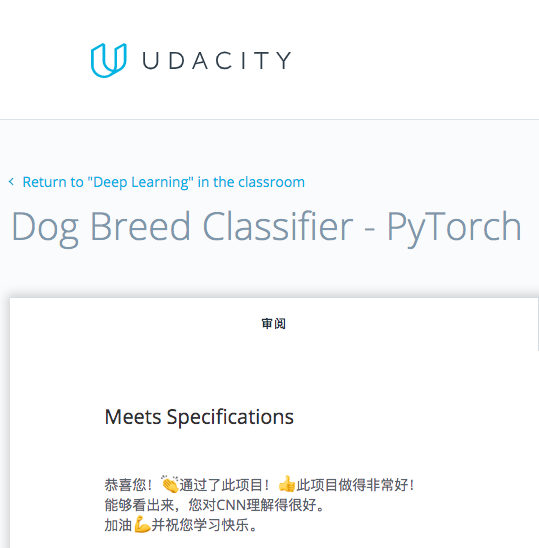 UDACITY
Return to "Deep Learning" in the classroom
Dog Breed Classifier - PyTorch
审阅
Meets Specifications
恭喜您！👏通过了此项目！👍此项目做得非常好！
能够看出来，您对CNN理解得很好。
加油💪并祝您学习快乐。